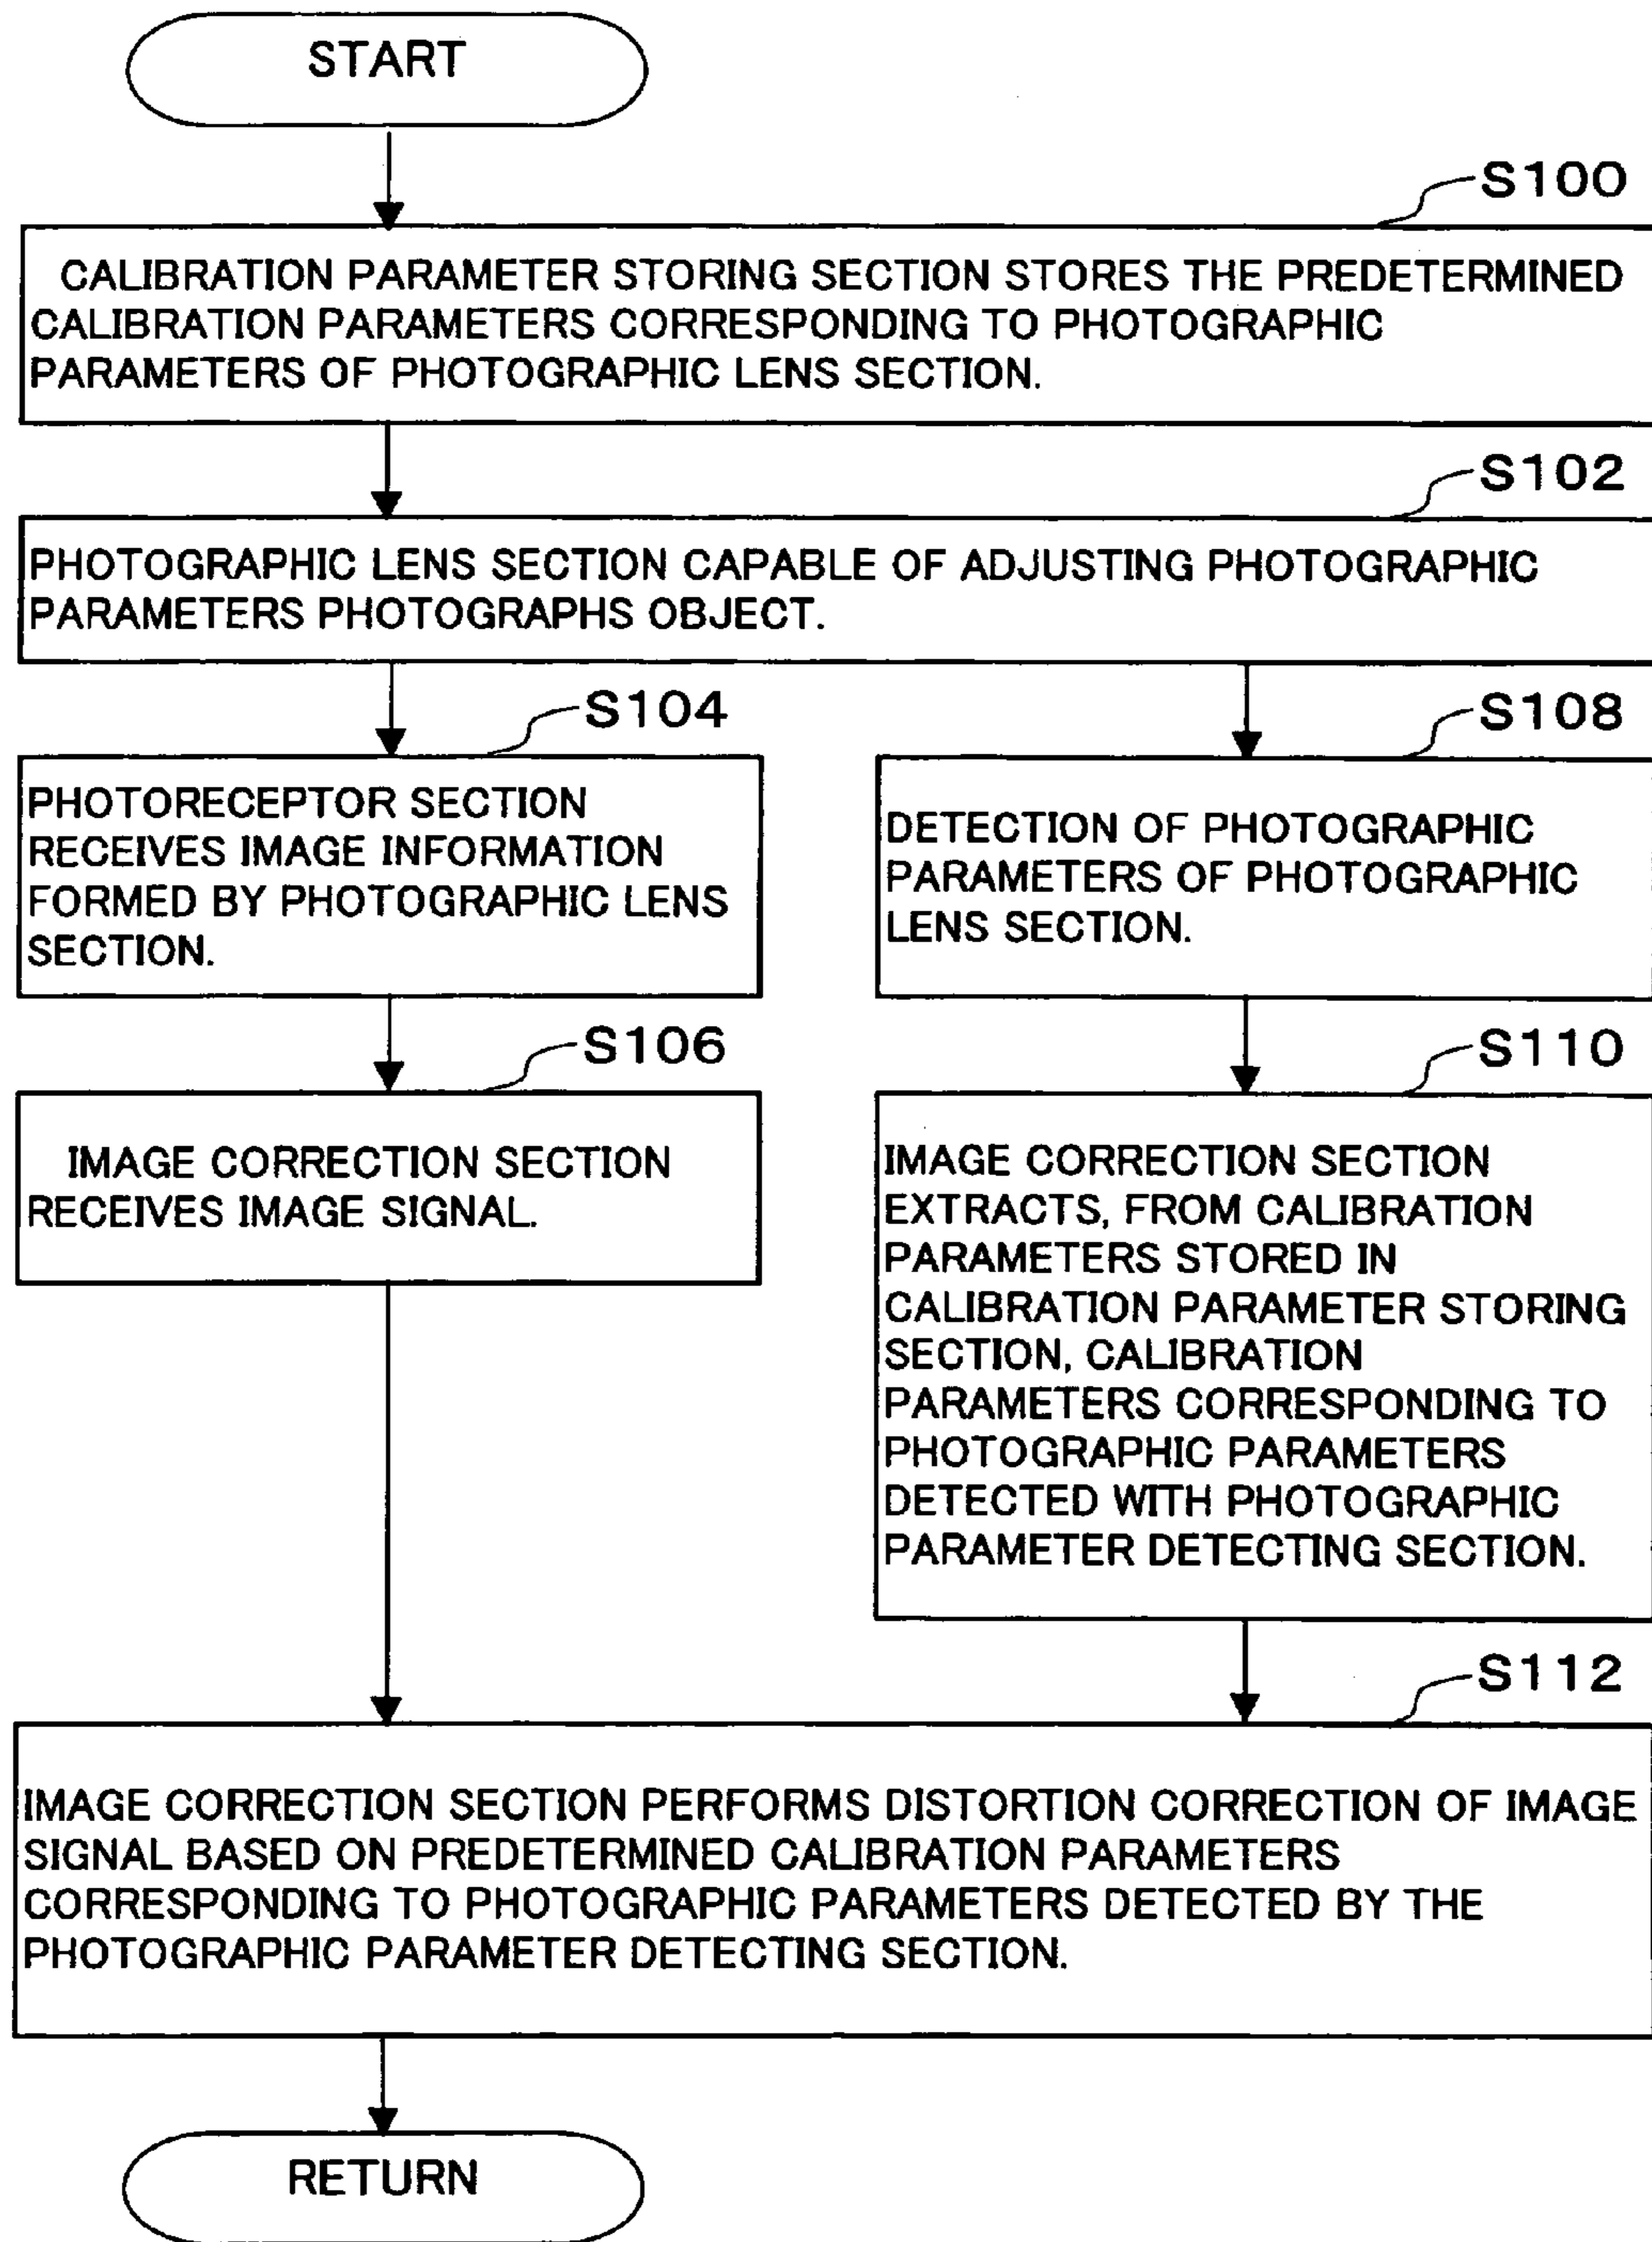 START
S100
CALIBRATION PARAMETER STORING SECTION STORES THE PREDETERMINED
CALIBRATION PARAMETERS CORRESPONDING TO PHOTOGRAPHIC
PARAMETERS OF PHOTOGRAPHIC LENS SECTION.
S102
PHOTOGRAPHIC LENS SECTION CAPABLE OF ADJUSTING PHOTOGRAPHIC
PARAMETERS PHOTOGRAPHS OBJECT.
S104
PHOTORECEPTOR SECTION
RECEIVES IMAGE INFORMATION
FORMED BY PHOTOGRAPHIC LENS
SECTION.
S106
IMAGE CORRECTION SECTION
RECEIVES IMAGE SIGNAL.
S108
DETECTION OF PHOTOGRAPHIC
PARAMETERS OF PHOTOGRAPHIC
LENS SECTION.
S110
IMAGE CORRECTION SECTION
EXTRACTS, FROM CALIBRATION
PARAMETERS STORED IN
CALIBRATION PARAMETER STORING
SECTION, CALIBRATION
PARAMETERS CORRESPONDING TO
PHOTOGRAPHIC PARAMETERS
DETECTED WITH PHOTOGRAPHIC
PARAMETER DETECTING SECTION.
S112
IMAGE CORRECTION SECTION PERFORMS DISTORTION CORRECTION OF IMAGE
SIGNAL BASED ON PREDETERMINED CALIBRATION PARAMETERS
CORRESPONDING TO PHOTOGRAPHIC PARAMETERS DETECTED BY THE
PHOTOGRAPHIC PARAMETER DETECTING SECTION.
RETURN